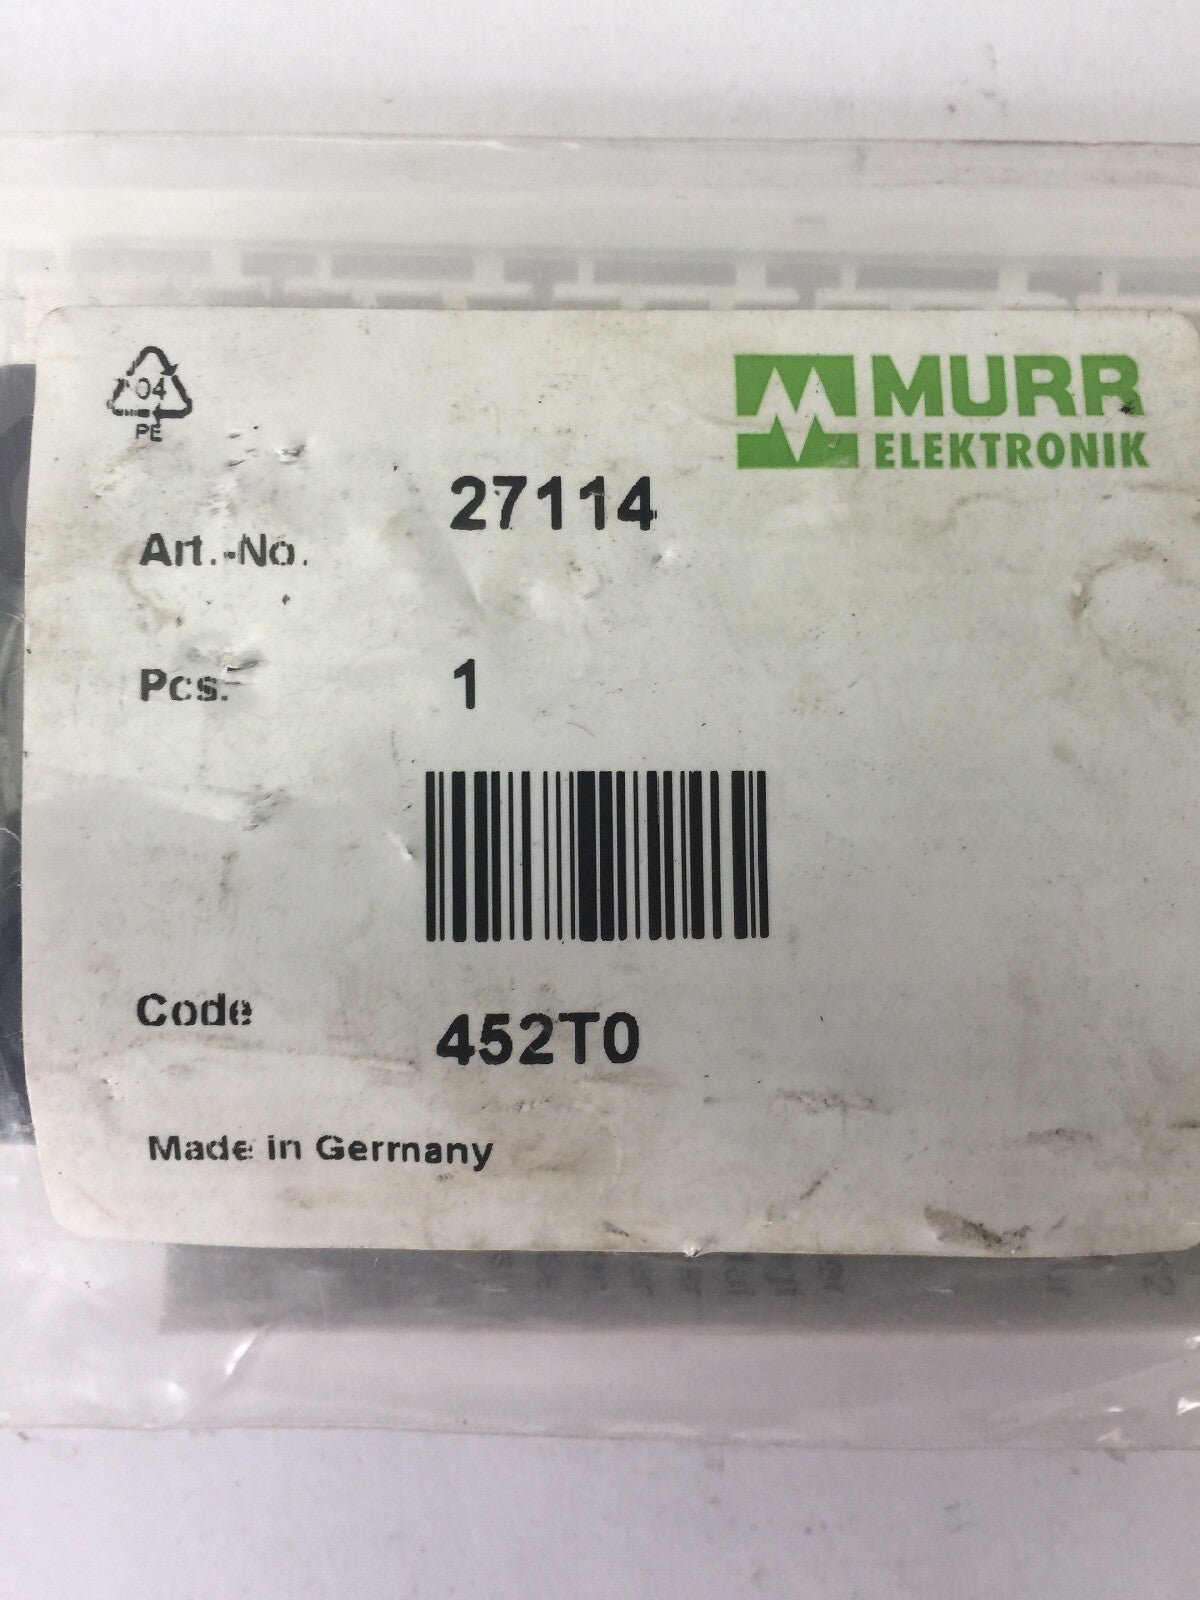 04
PE
MURR
ELEKTRONIK
Art.-No. 27114
Pcs. 1
Code 452T0
Made in Germany